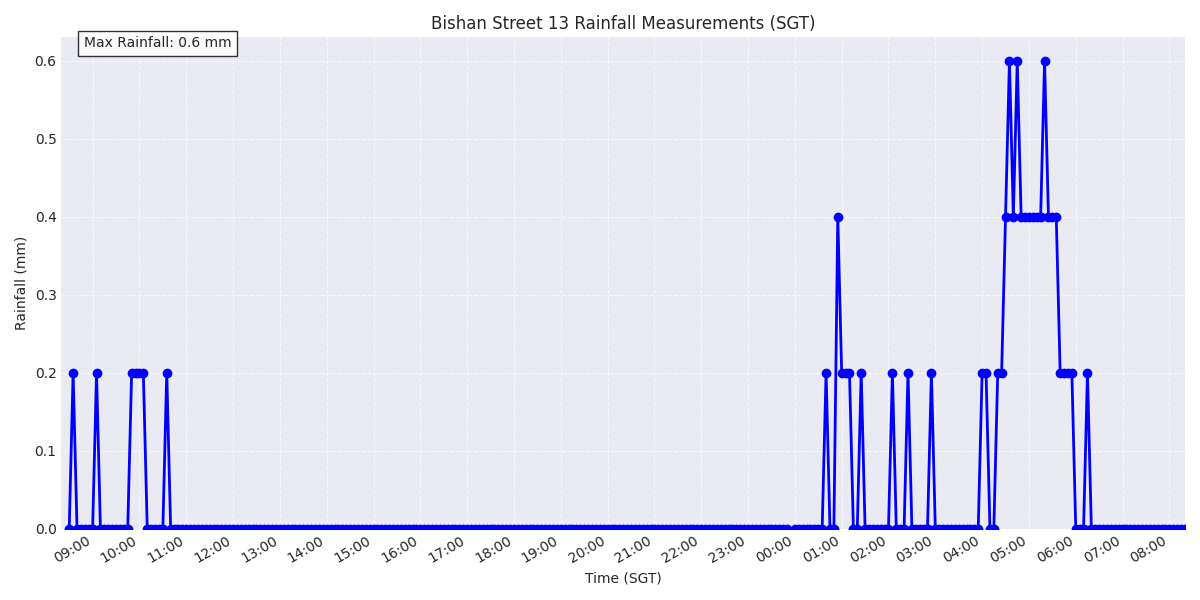 Bishan Street 13 Rainfall Measurements (SGT)
Max Rainfall: 0.6 mm
0.6
0.5
0.4
0.3
0.2
0.1
0.0
Rainfall (mm)
09:00 10:00 11:00 12:00 13:00 14:00 15:00 16:00 17:00 18:00 19:00 20:00 21:00 22:00 23:00 00:00 01:00 02:00 03:00 04:00 05:00 06:00 07:00 08:00
Time (SGT)